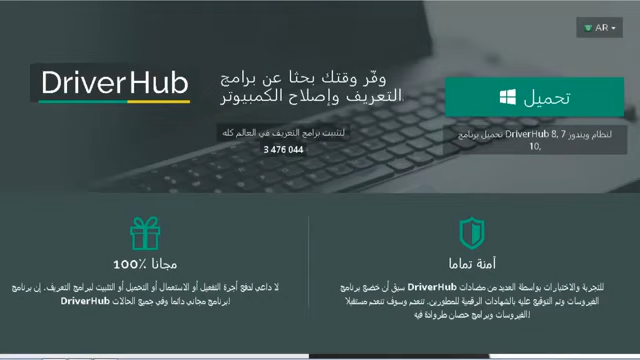 AR
DriverHub
وفّر وقتك بحثا عن برامج
التعريف وإصلاح الكمبيوتر
تحميل
لتثبيت برامج التعريف في العالم كله
3 476 044
لنظام ويندوز 7 ,8 DriverHub تحميل برنامج
10,
مجانا 100%
لا داعي لدفع أجرة التفعيل أو الاستعمال أو التحميل أو التثبيت لبرامج التعريف. إن برنامج
DriverHub برنامج مجاني دائما وفي جميع الحالات!
آمنة تماما
للتجربة والاختبارات بواسطة العديد من مضادات DriverHub سبق أن خضع برنامج
الفيروسات وتم التوقيع عليه بالشهادات الرقمية للمطورين. تنعدم وسوف تنعدم مستقبلا
الفيروسات وبرامج حصان طروادة فيه!